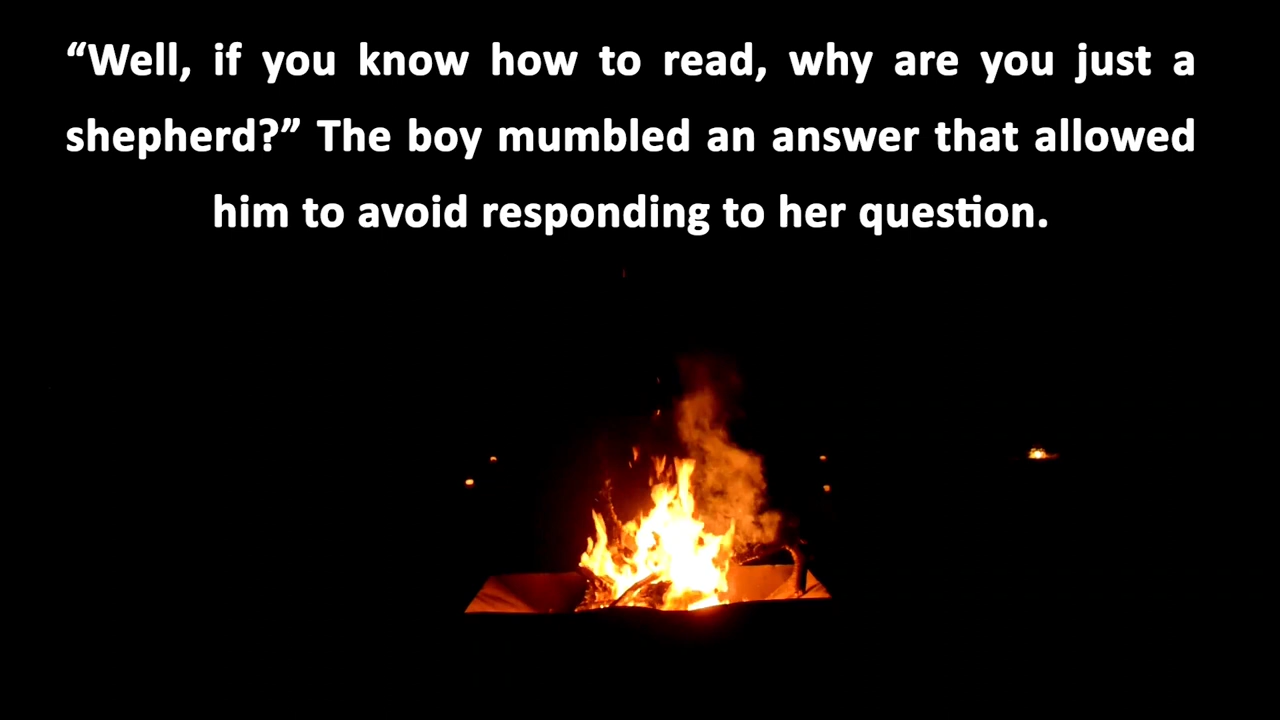 “Well, if you know how to read, why are you just a
shepherd?” The boy mumbled an answer that allowed
him to avoid responding to her question.